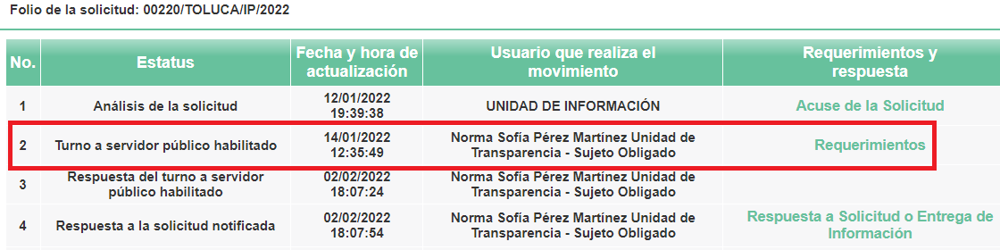 Folio de la solicitud: 00220/TOLUCA/IP/2022
No.
Estatus
Fecha y hora de
actualización
Usuario que realiza el
movimiento
Requerimientos y
respuesta
1
Análisis de la solicitud
12/01/2022
19:39:38
UNIDAD DE INFORMACIÓN
Acuse de la Solicitud
2
Turno a servidor público habilitado
14/01/2022
12:35:49
Norma Sofía Pérez Martínez Unidad de
Transparencia - Sujeto Obligado
Requerimientos
3
Respuesta del turno a servidor
público habilitado
02/02/2022
18:07:24
Norma Sofía Pérez Martínez Unidad de
Transparencia - Sujeto Obligado
4
Respuesta a la solicitud notificada
02/02/2022
18:07:54
Norma Sofía Pérez Martínez Unidad de
Transparencia - Sujeto Obligado
Respuesta a Solicitud o Entrega de
Información